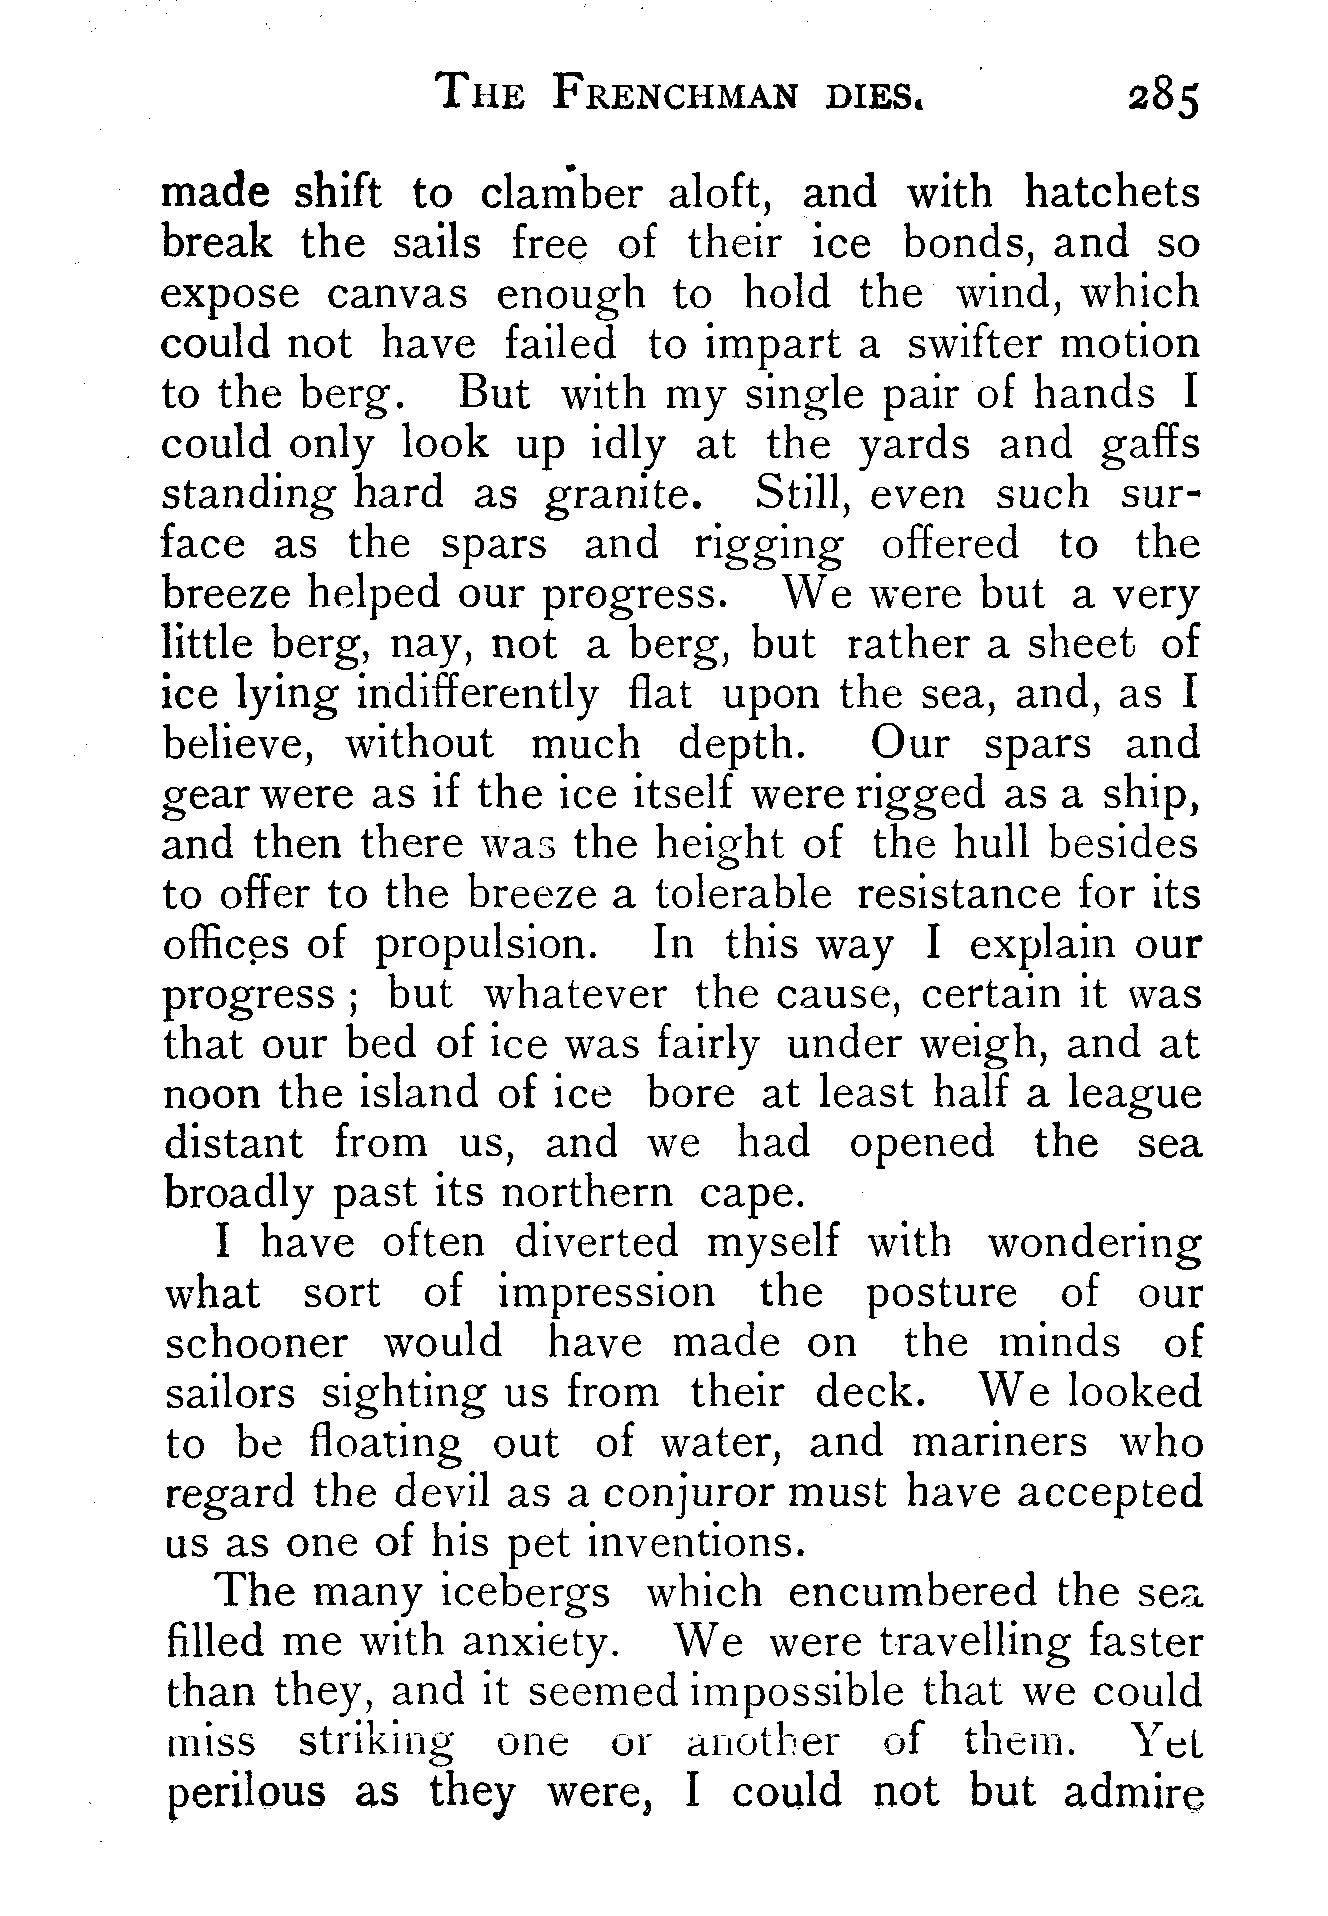 THE FRENCHMAN DIES. 285
made shift to clamber aloft, and with hatchets
break the sails free of their ice bonds, and so
expose canvas enough to hold the wind, which
could not have failed to impart a swifter motion
to the berg. But with my single pair of hands I
could only look up idly at the yards and gaffs
standing hard as granite. Still, even such sur-
face as the spars and rigging offered to the
breeze helped our progress. We were but a very
little berg, nay, not a berg, but rather a sheet of
ice lying indifferently flat upon the sea, and, as I
believe, without much depth. Our spars and
gear were as if the ice itself were rigged as a ship,
and then there was the height of the hull besides
to offer to the breeze a tolerable resistance for its
offices of propulsion. In this way I explain our
progress ; but whatever the cause, certain it was
that our bed of ice was fairly under weigh, and at
noon the island of ice bore at least half a league
distant from us, and we had opened the sea
broadly past its northern cape.
I have often diverted myself with wondering
what sort of impression the posture of our
schooner would have made on the minds of
sailors sighting us from their deck. We looked
to be floating out of water, and mariners who
regard the devil as a conjuror must have accepted
us as one of his pet inventions.
The many icebergs which encumbered the sea
filled me with anxiety. We were travelling faster
than they, and it seemed impossible that we could
miss striking one or another of them. Yet
perilous as they were, I could not but admire